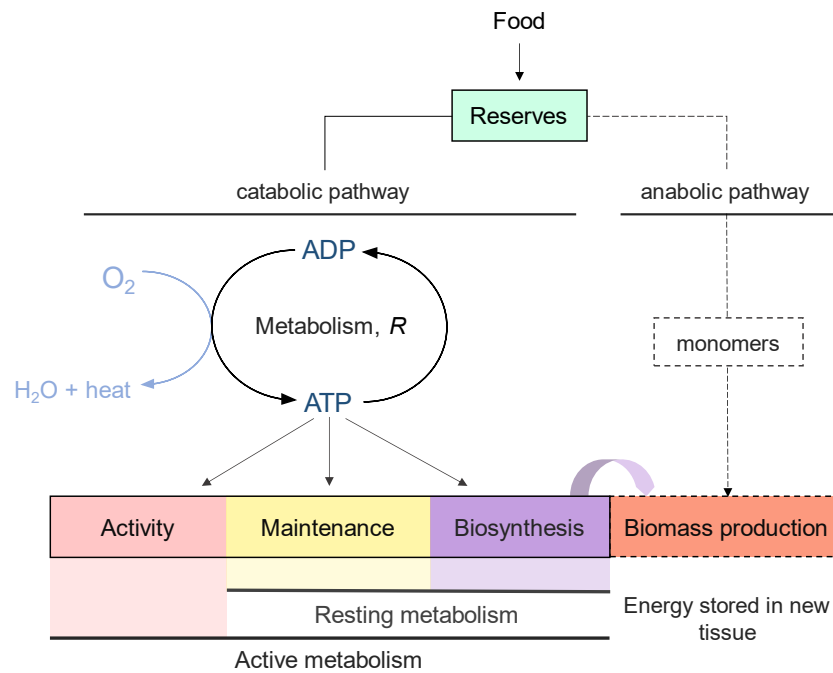 Food
Reserves
catabolic pathway
anabolic pathway
ADP
O₂
Metabolism, R
monomers
H₂O + heat
ATP
Activity
Maintenance
Biosynthesis
Biomass production
Resting metabolism
Energy stored in new
tissue
Active metabolism